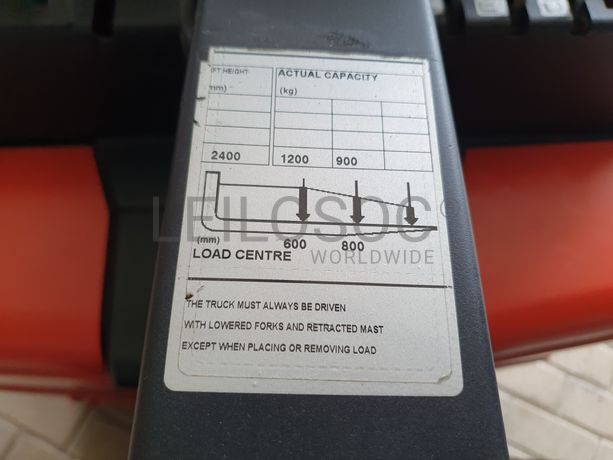 IFT HEIGHT ACTUAL CAPACITY
mm) (kg)
2400 1200 900
LEILOSOC®
(mm) 600 800
LOAD CENTRE WORLDWIDE
THE TRUCK MUST ALWAYS BE DRIVEN
WITH LOWERED FORKS AND RETRACTED MAST
EXCEPT WHEN PLACING OR REMOVING LOAD